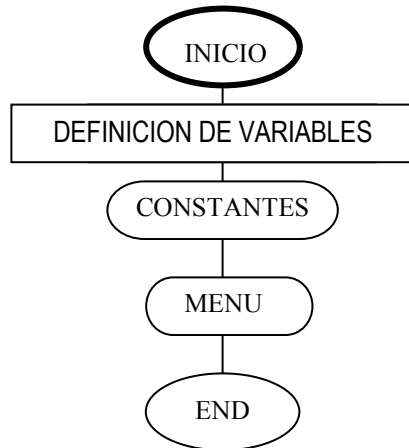 INICIO
DEFINICION DE VARIABLES
CONSTANTES
MENU
END